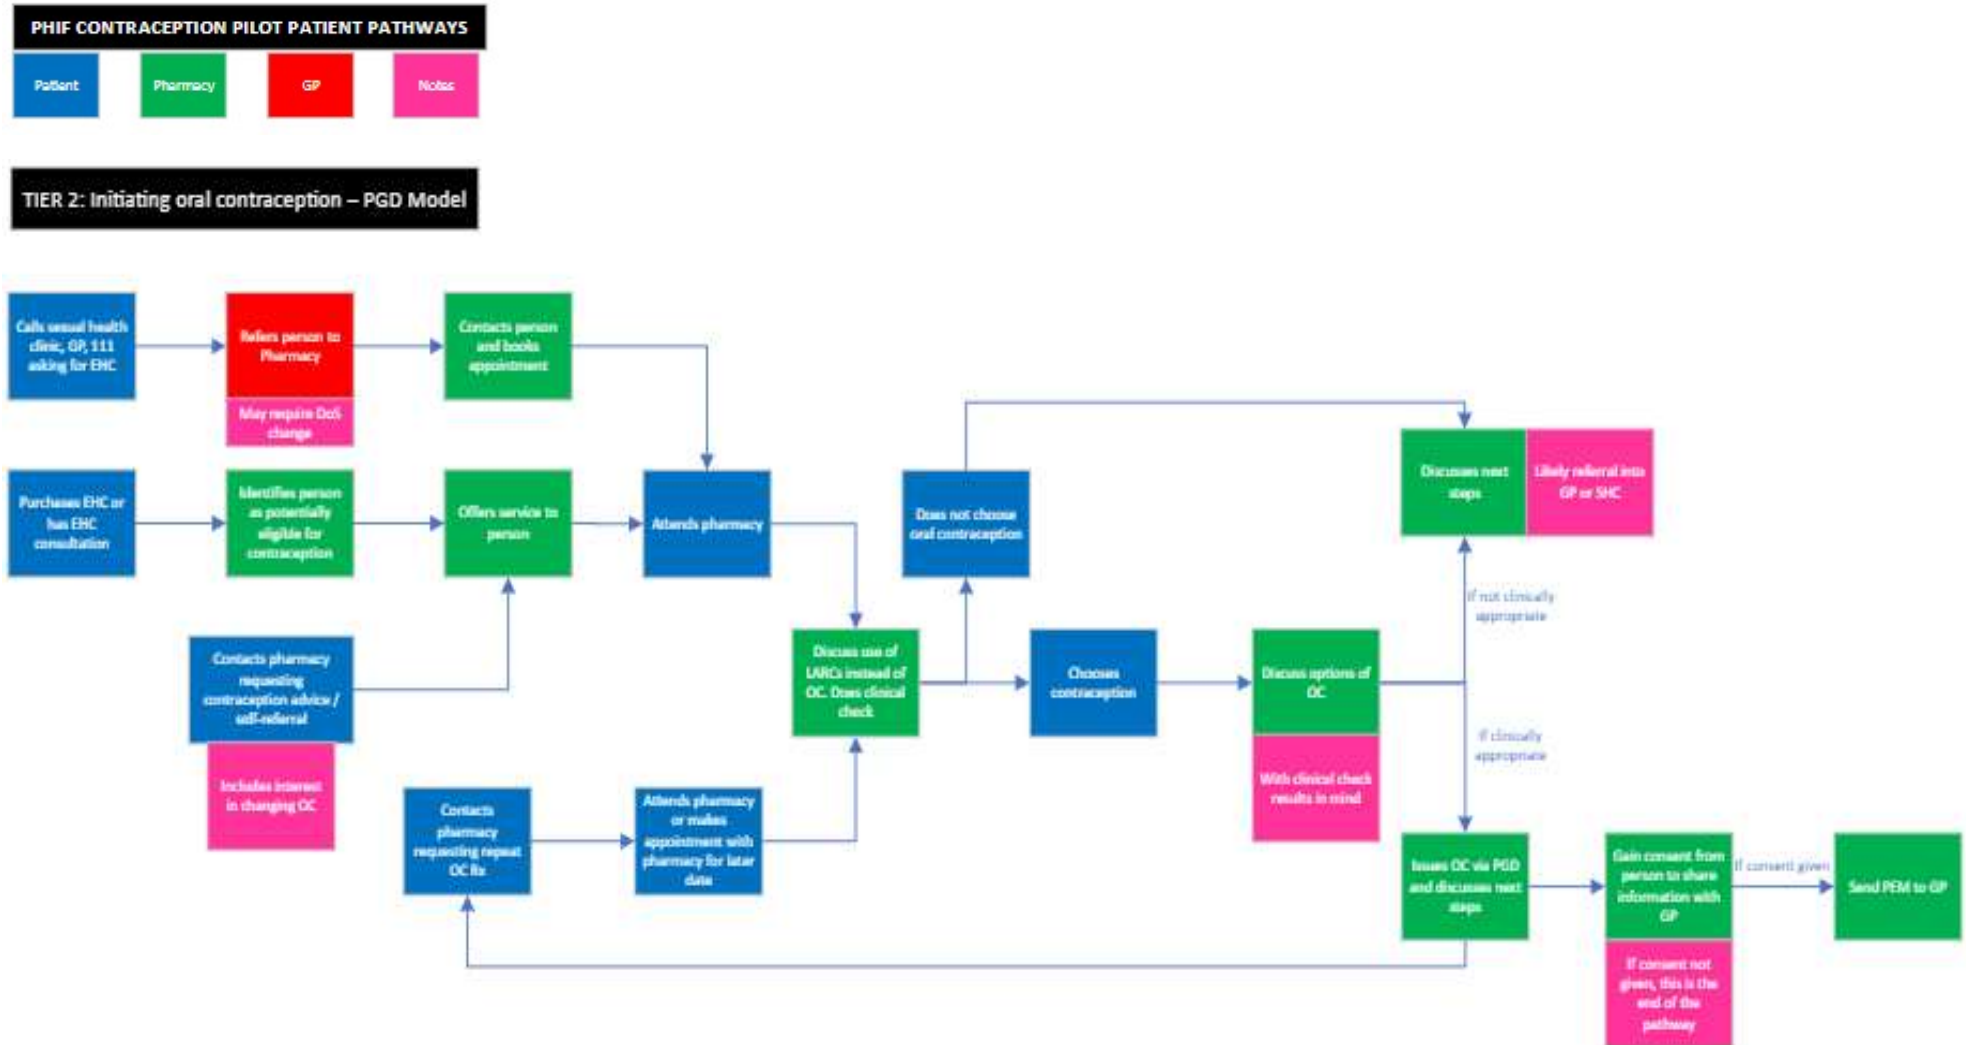 PHIF CONTRACEPTION PILOT PATIENT PATHWAYS
Patient
Pharmacy
GP
Notes
TIER 2: Initiating oral contraception – PGD Model
Calls sexual health
clinic, GP, 111
asking for EHC
Refers person to
Pharmacy
May require DoS
change
Contacts person
and books
appointment
Purchases EHC or
has EHC
consultation
Identifies person
as potentially
eligible for
contraception
Offers service to
person
Attends pharmacy
Does not choose
oral contraception
Discusses next
steps
Likely referral into
GP or SHC
If not clinically
appropriate
Contacts pharmacy
requesting
contraception advice /
self-referral
Includes interest
in changing OC
Discuss use of
LARCs instead of
OC. Does clinical
check
Chooses
contraception
Discuss options of
OC
With clinical check
results in mind
If clinically
appropriate
Contacts
pharmacy
requesting repeat
OC Rx
Attends pharmacy
or makes
appointment with
pharmacy for later
date
Issues OC via PGD
and discusses next
steps
Gain consent from
person to share
information with
GP
If consent given
Send PEM to GP
If consent not
given, this is the
end of the
pathway